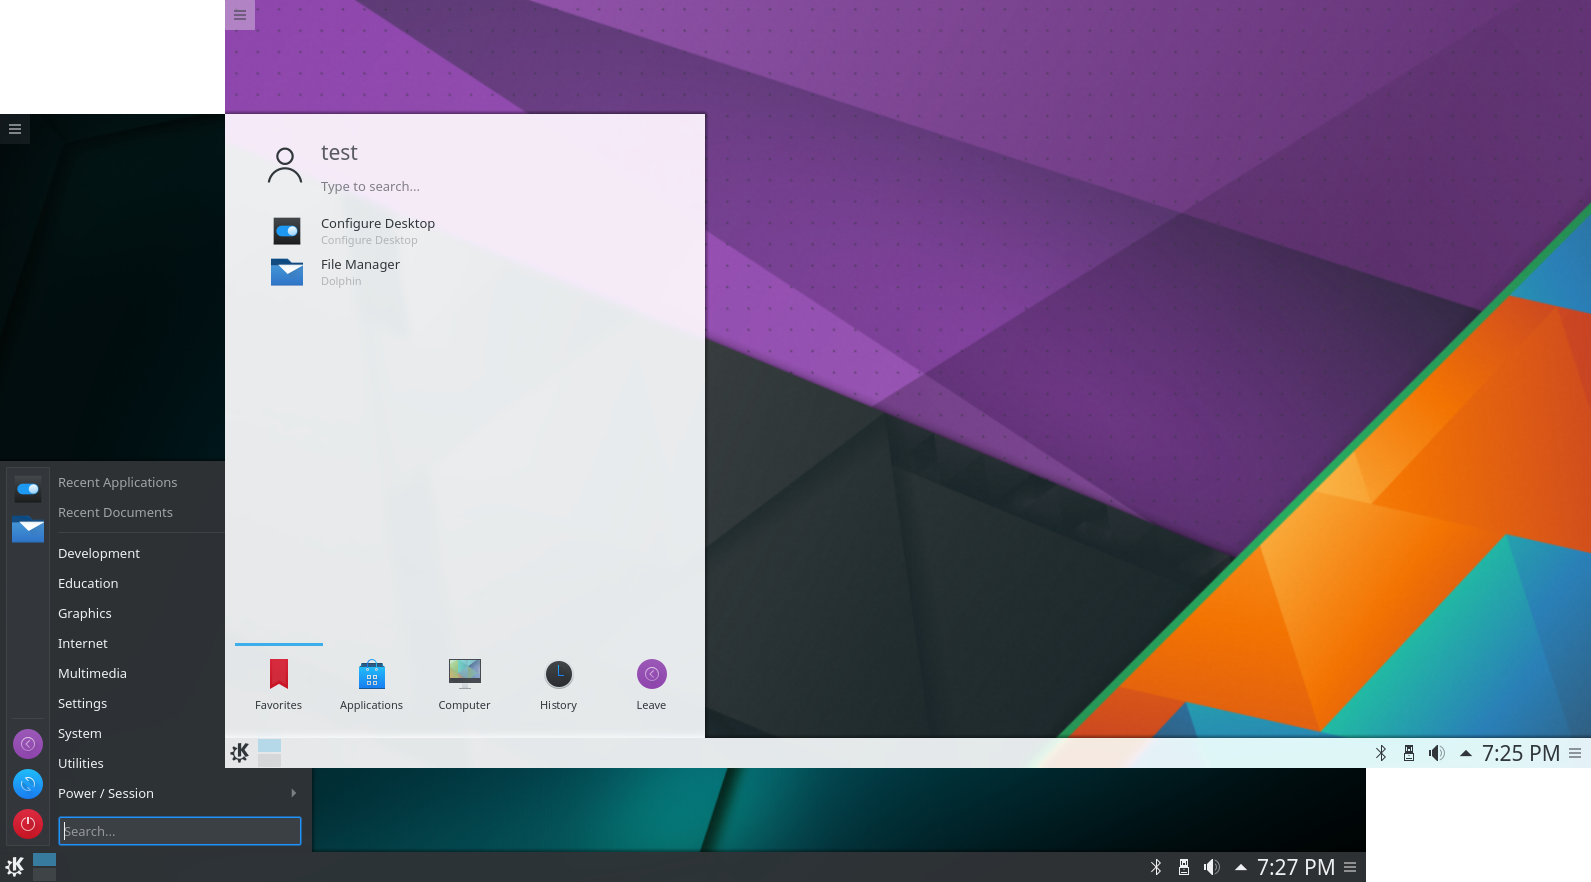 test
Type to search...
Configure Desktop
Configure Desktop
File Manager
Dolphin
Favorites
Applications
Computer
History
Leave
7:25 PM
Recent Applications
Recent Documents
Development
Education
Graphics
Internet
Multimedia
Settings
System
Utilities
Power / Session
Search...
7:27 PM